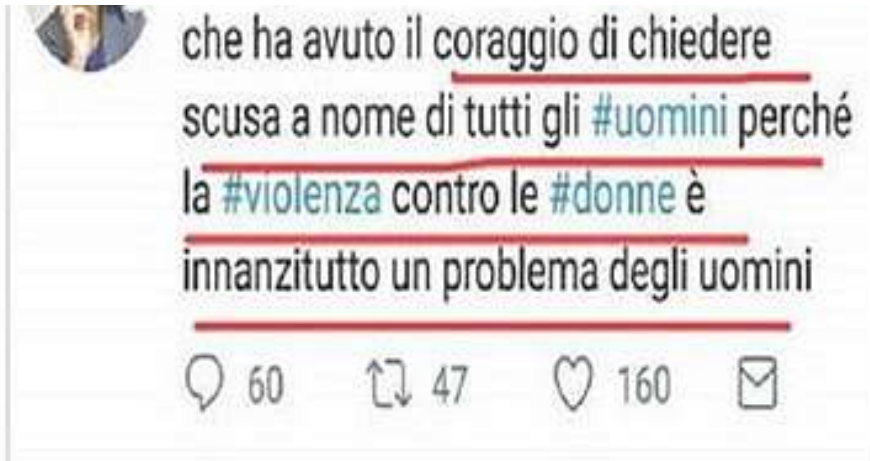 che ha avuto il coraggio di chiedere
scusa a nome di tutti gli #uomini perché
la #violenza contro le #donne è
innanzitutto un problema degli uomini
60 47 160